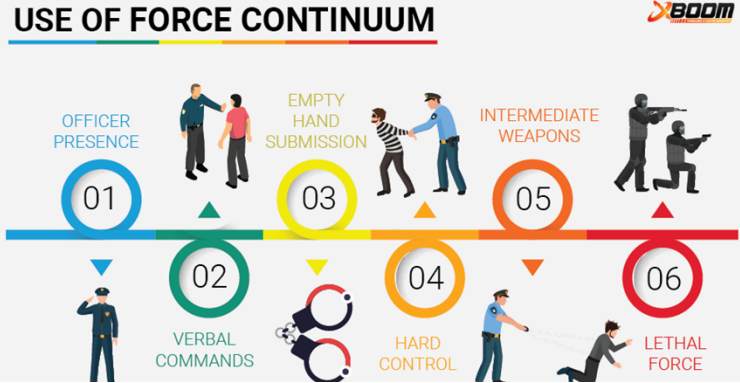 USE OF FORCE CONTINUUM
XBOOM
OFFICER
PRESENCE
01
02
VERBAL
COMMANDS
EMPTY
HAND
SUBMISSION
03
04
HARD
CONTROL
INTERMEDIATE
WEAPONS
05
06
LETHAL
FORCE